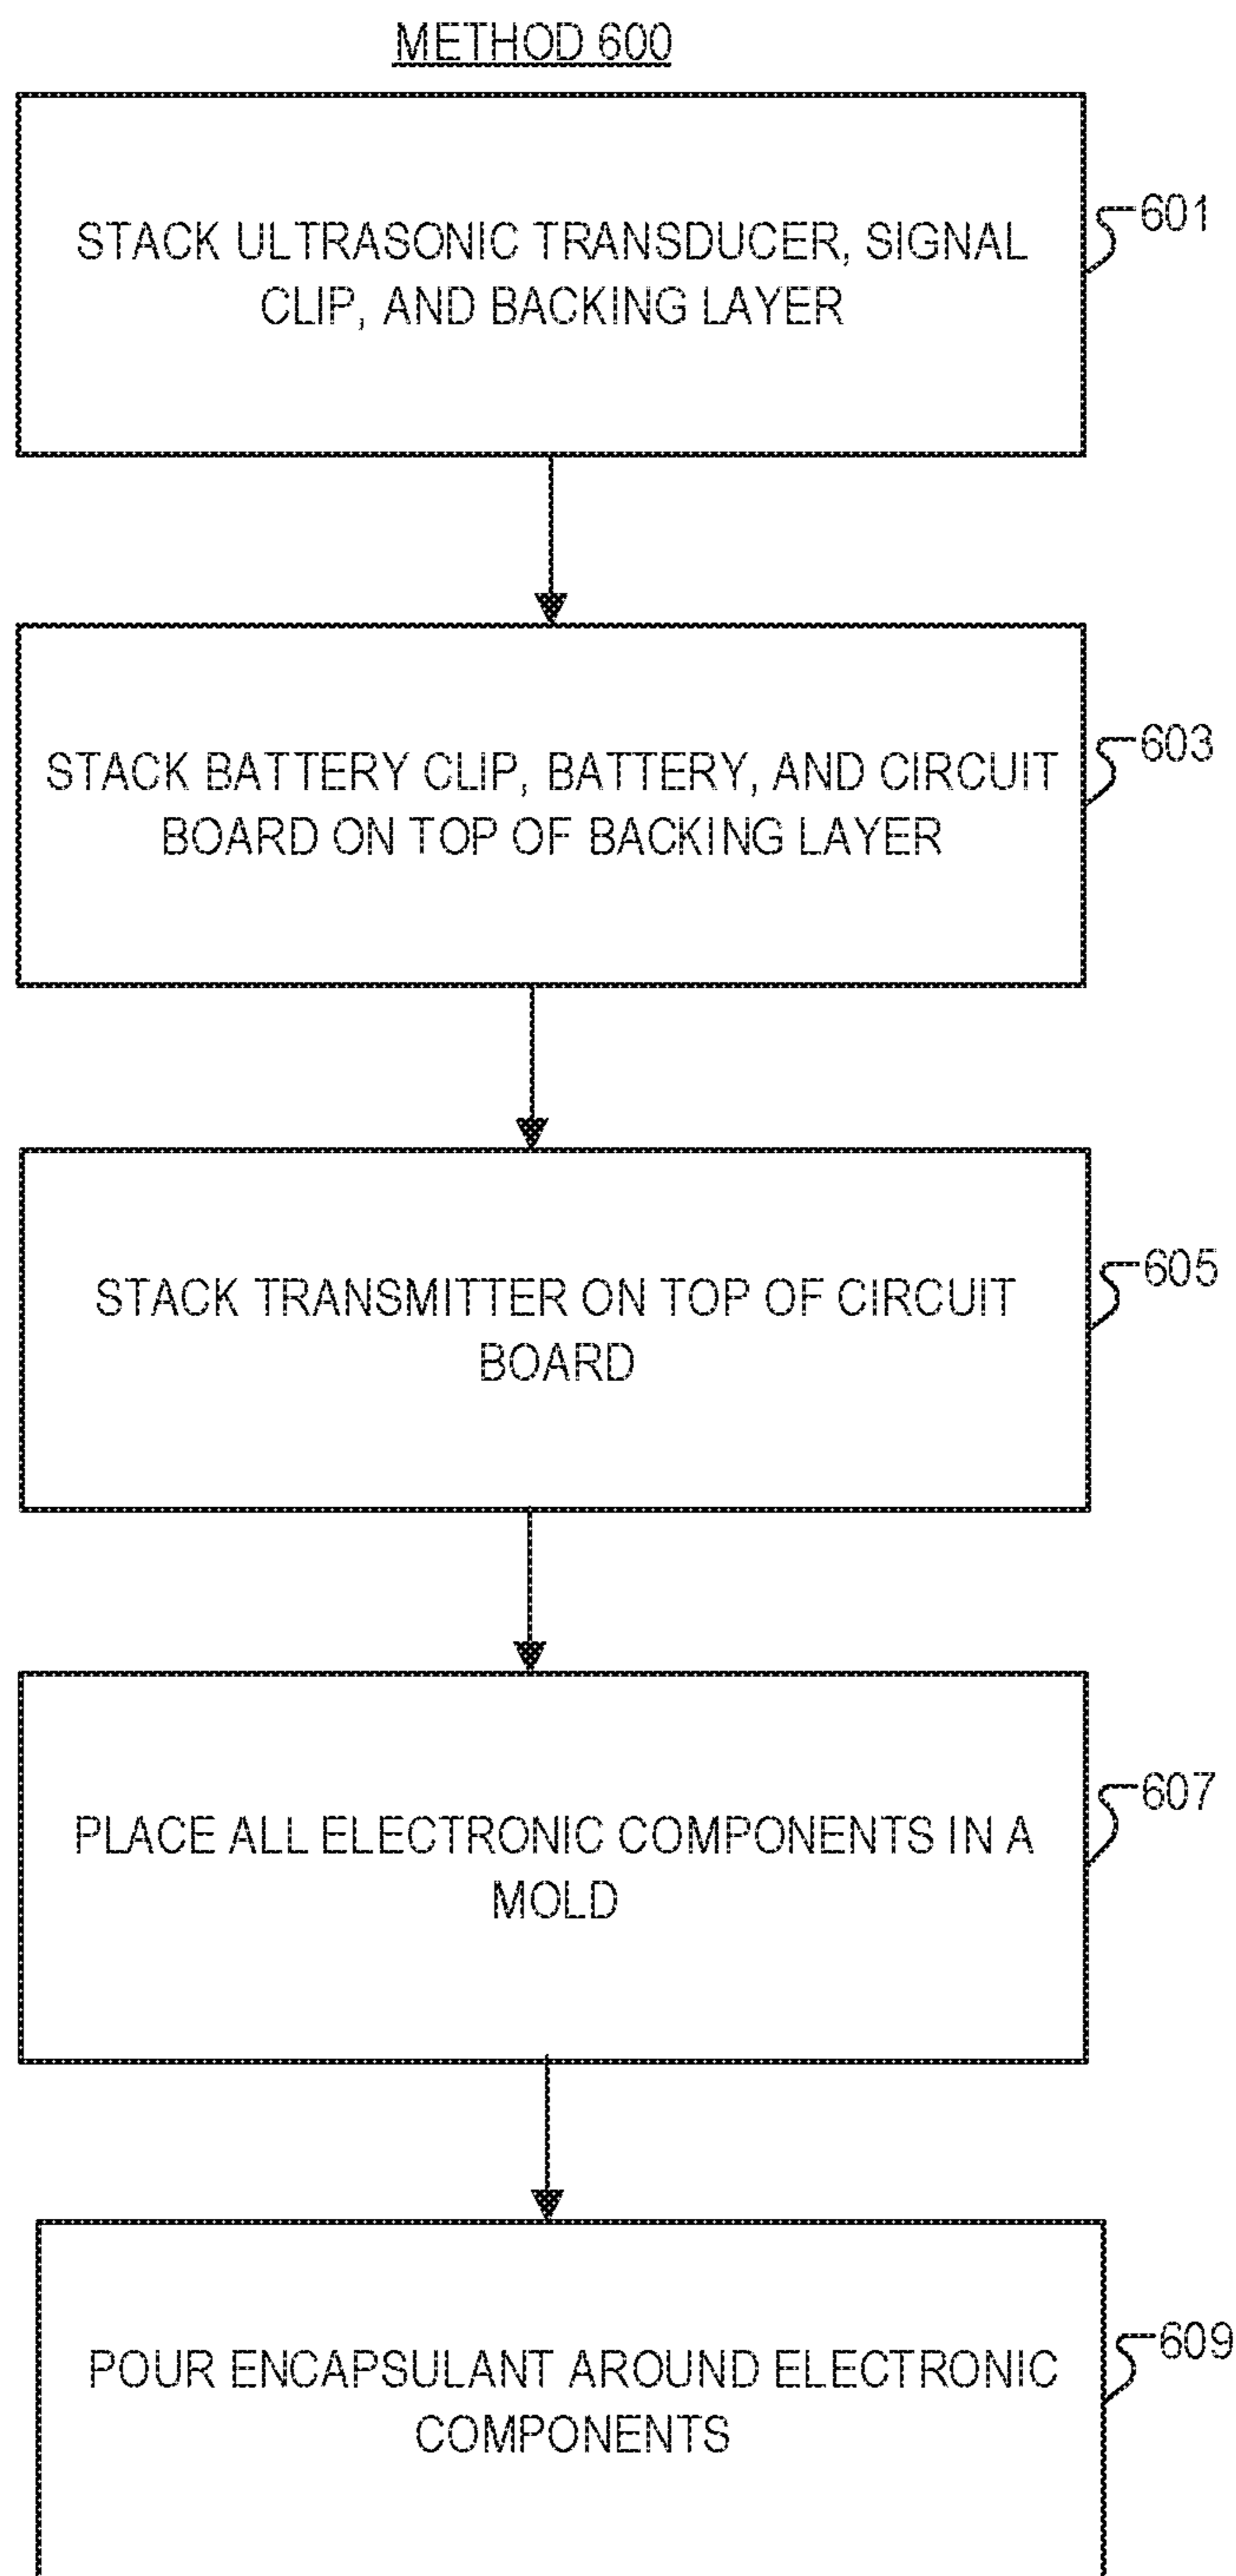 METHOD 600
STACK ULTRASONIC TRANSDUCER, SIGNAL
CLIP, AND BACKING LAYER
601
STACK BATTERY CLIP, BATTERY, AND CIRCUIT
BOARD ON TOP OF BACKING LAYER
603
STACK TRANSMITTER ON TOP OF CIRCUIT
BOARD
605
PLACE ALL ELECTRONIC COMPONENTS IN A
MOLD
607
POUR ENCAPSULANT AROUND ELECTRONIC
COMPONENTS
609